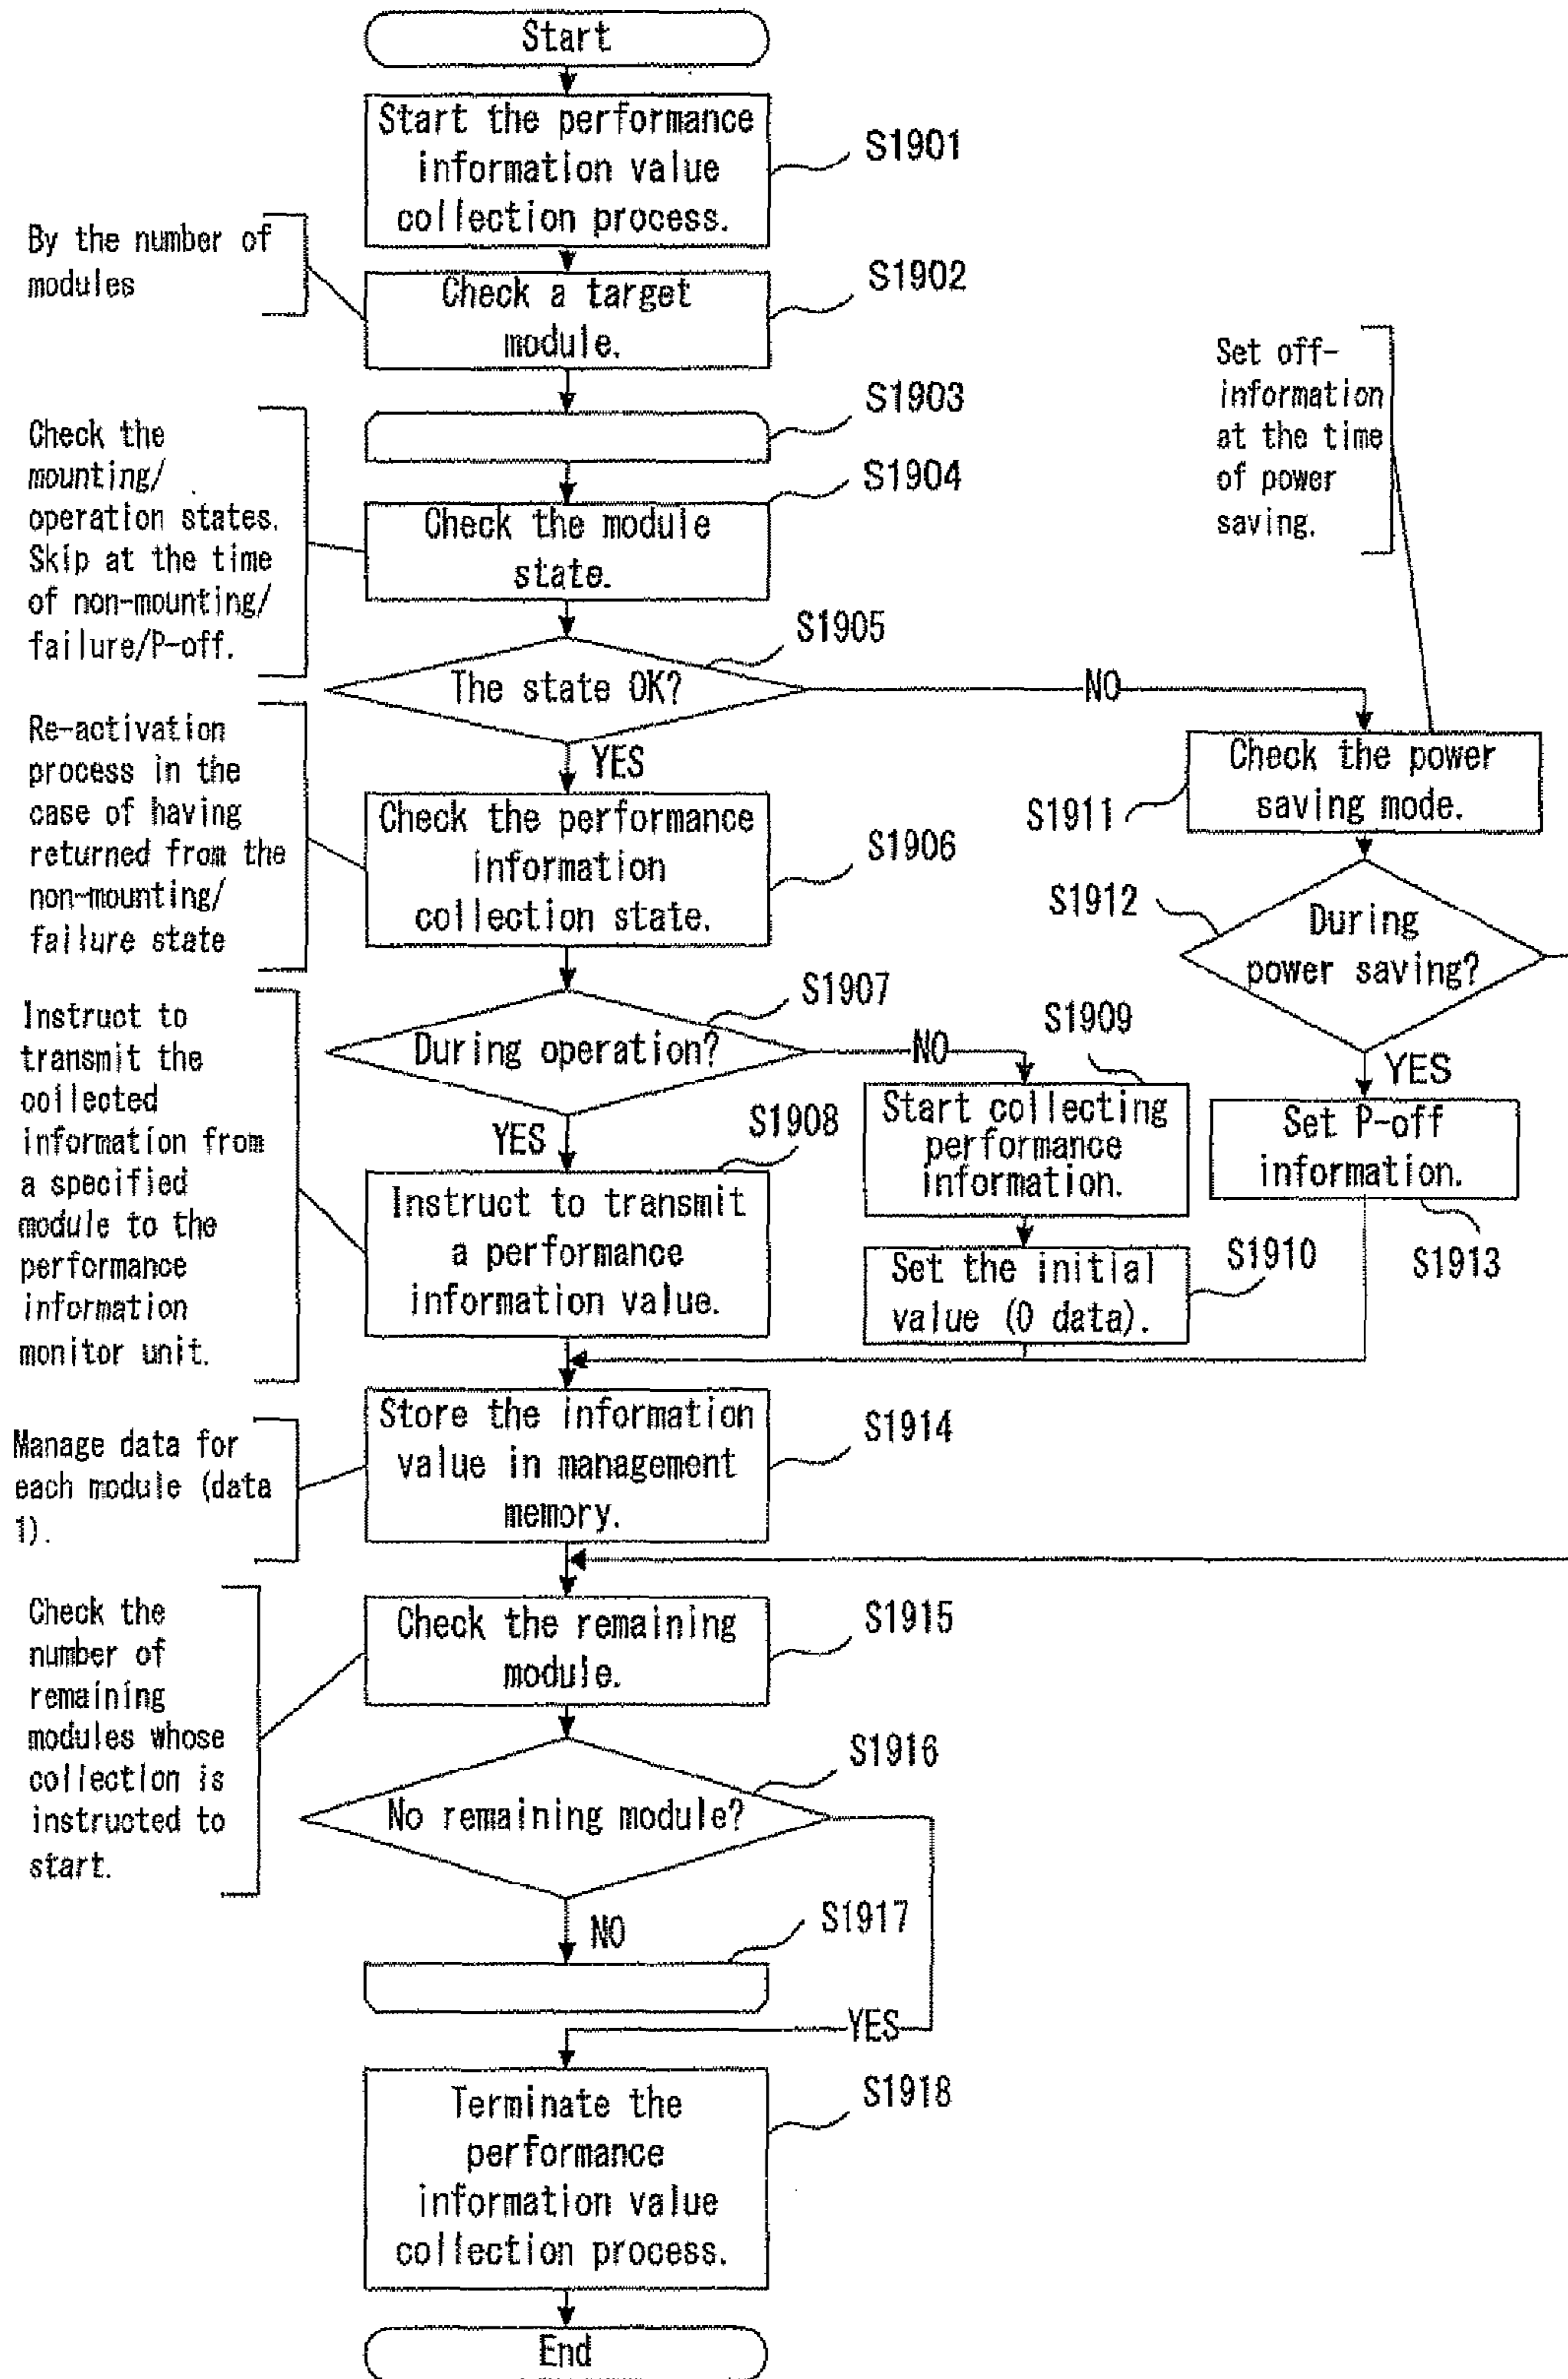 Start
Start the performance
information value
collection process.
S1901
By the number of
modules
Check a target
module.
S1902
S1903
Check the
mounting/
operation states.
Skip at the time
of non-mounting/
failure/P-off.
Check the module
state.
S1904
Set off-
information
at the time
of power
saving.
The state OK?
S1905
NO
YES
Re-activation
process in the
case of having
returned from the
non-mounting/
failure state
Check the performance
information
collection state.
S1906
Check the power
saving mode.
S1911
During
power saving?
S1912
YES
During operation?
S1907
NO
YES
Instruct to
transmit the
collected
information from
a specified
module to the
performance
information
monitor unit.
Instruct to transmit
a performance
information value.
S1908
Start collecting
performance
information.
S1909
Set the initial
value (0 data).
S1910
Set P-off
information.
S1913
Manage data for
each module (data
1).
Store the information
value in management
memory.
S1914
Check the
number of
remaining
modules whose
collection is
instructed to
start.
Check the remaining
module.
S1915
No remaining module?
S1916
NO
S1917
YES
Terminate the
performance
information value
collection process.
S1918
End